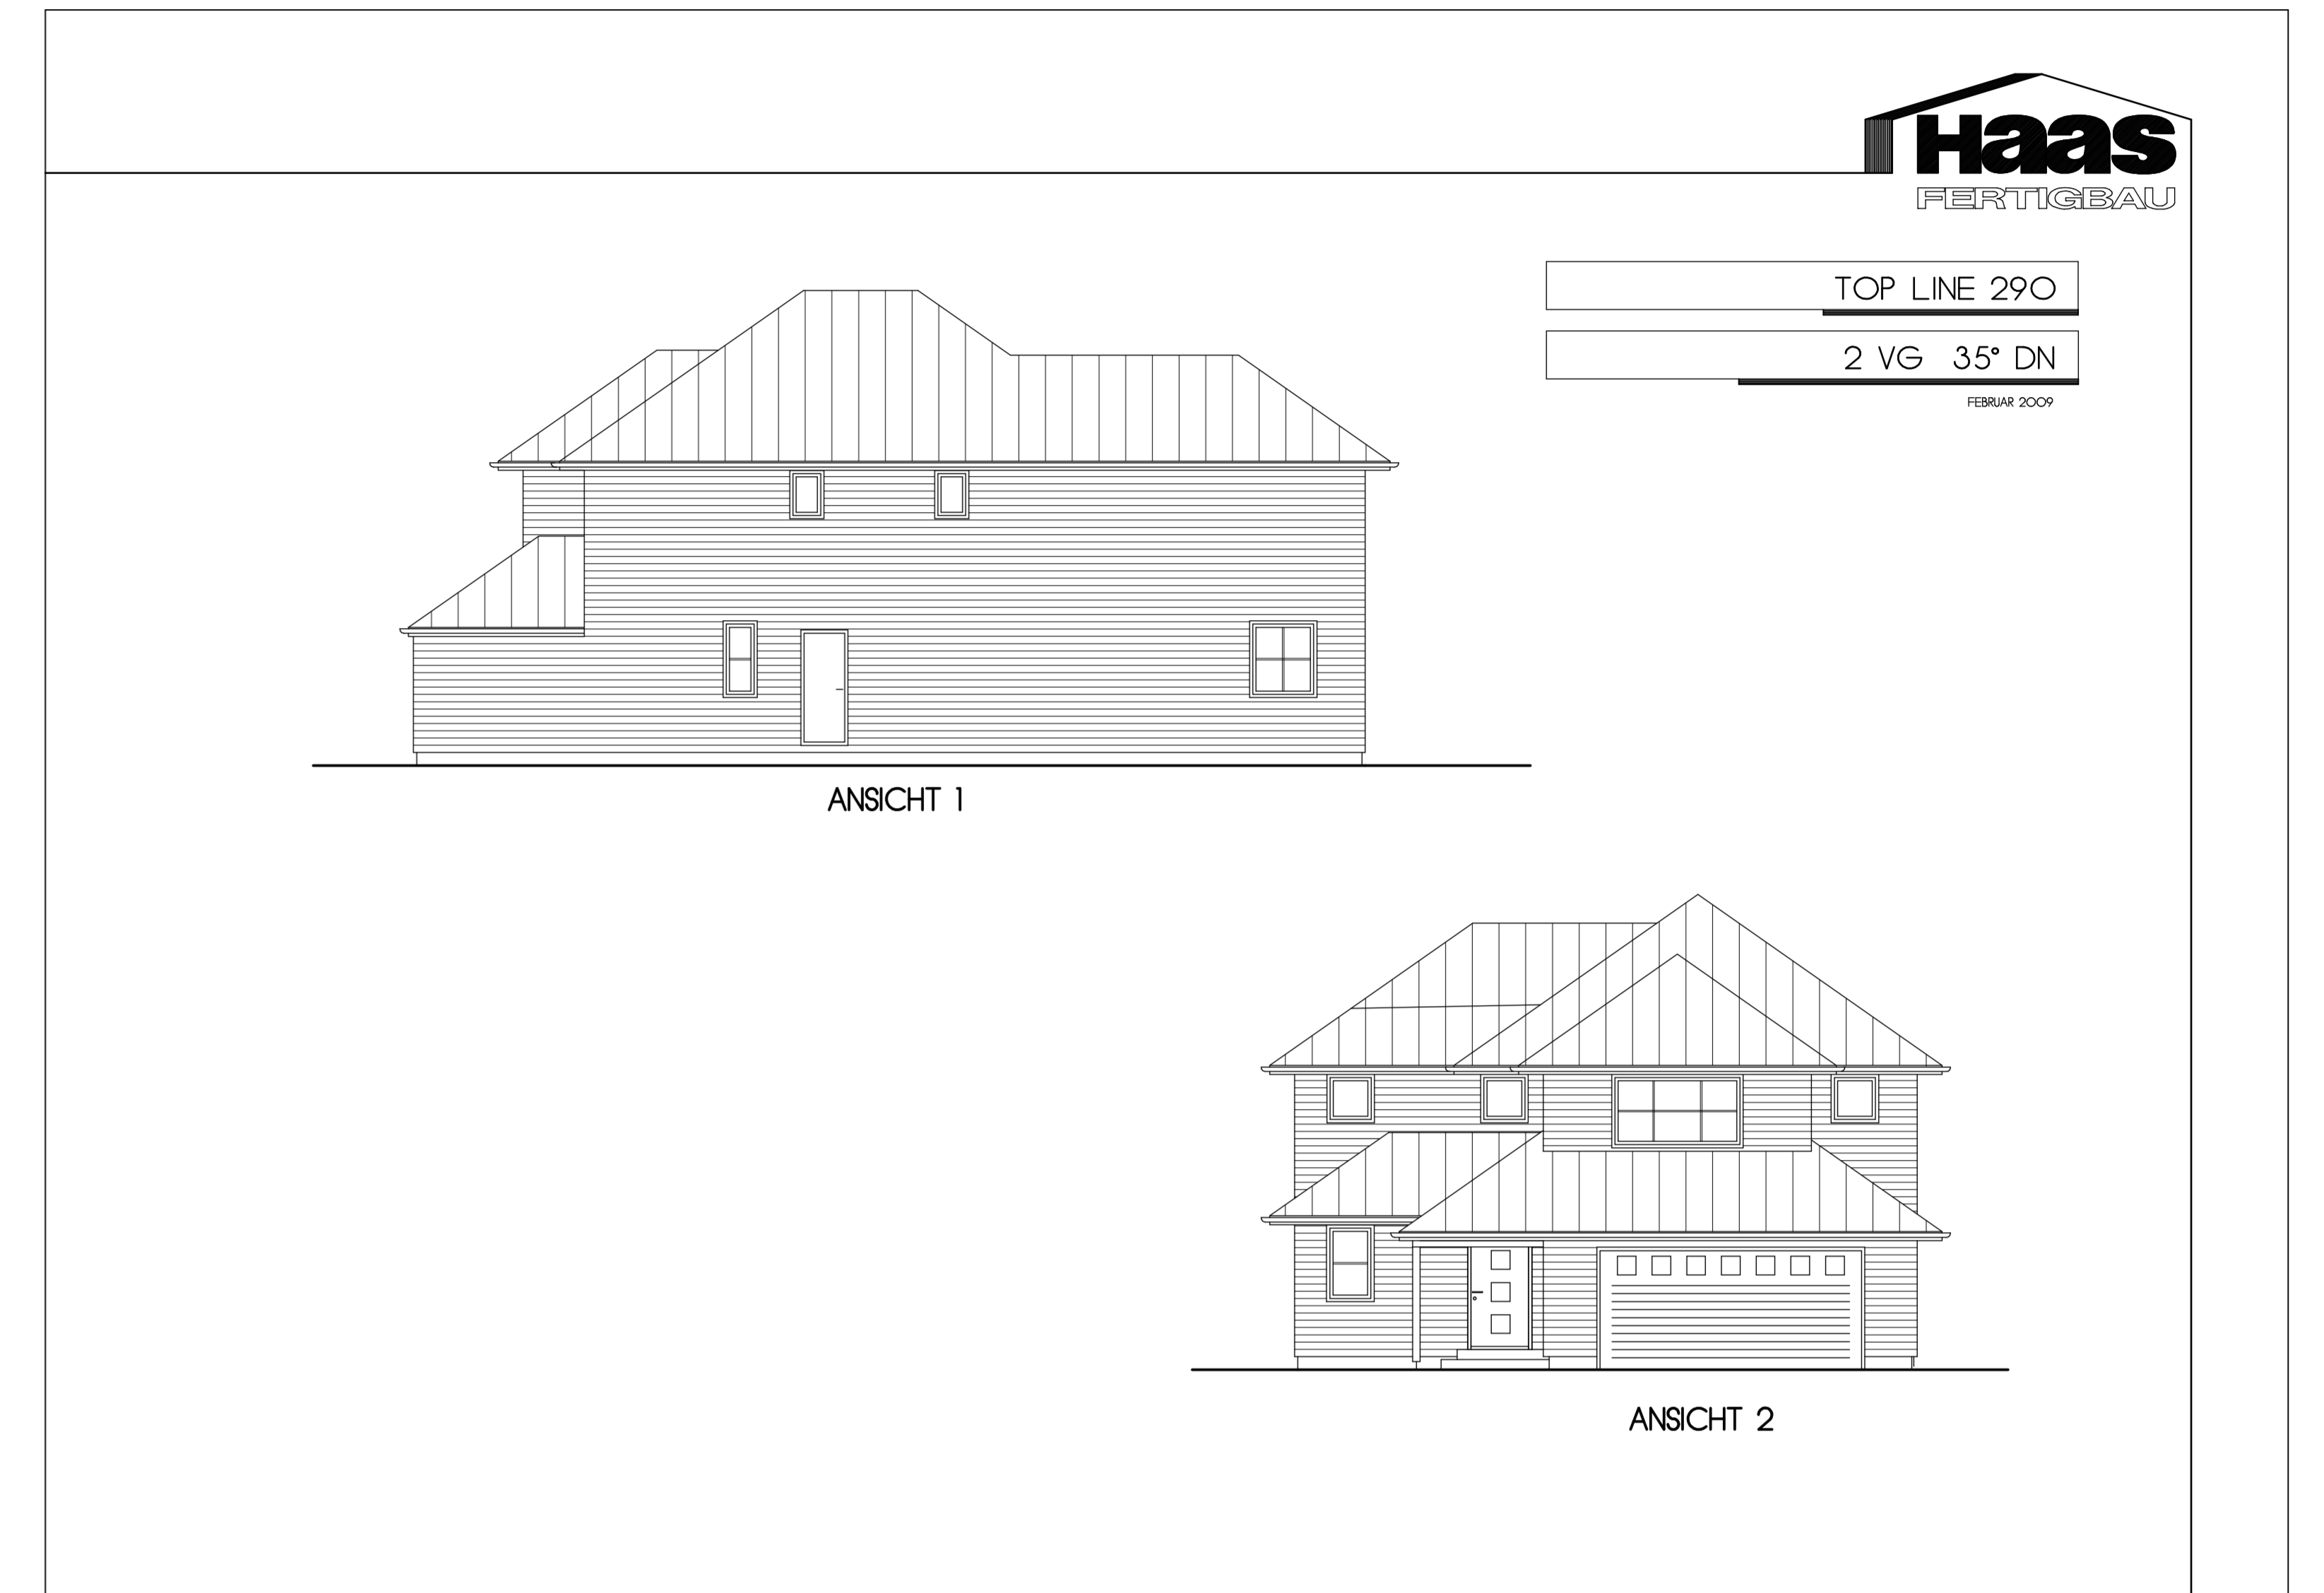 Haas
FERTIGBAU
TOP LINE 290
2 VG 35° DN
FEBRUAR 2009
ANSICHT 1
ANSICHT 2